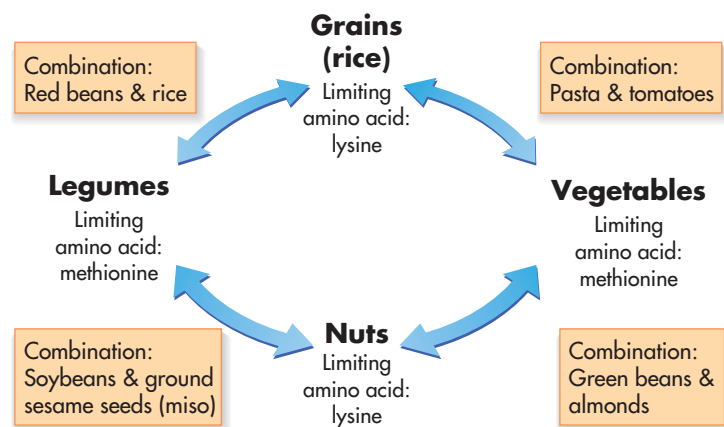 Grains
(rice)
Limiting
amino acid:
lysine
Combination:
Red beans & rice
Combination:
Pasta & tomatoes
Legumes
Limiting
amino acid:
methionine
Vegetables
Limiting
amino acid:
methionine
Nuts
Limiting
amino acid:
lysine
Combination:
Soybeans & ground
sesame seeds (miso)
Combination:
Green beans &
almonds